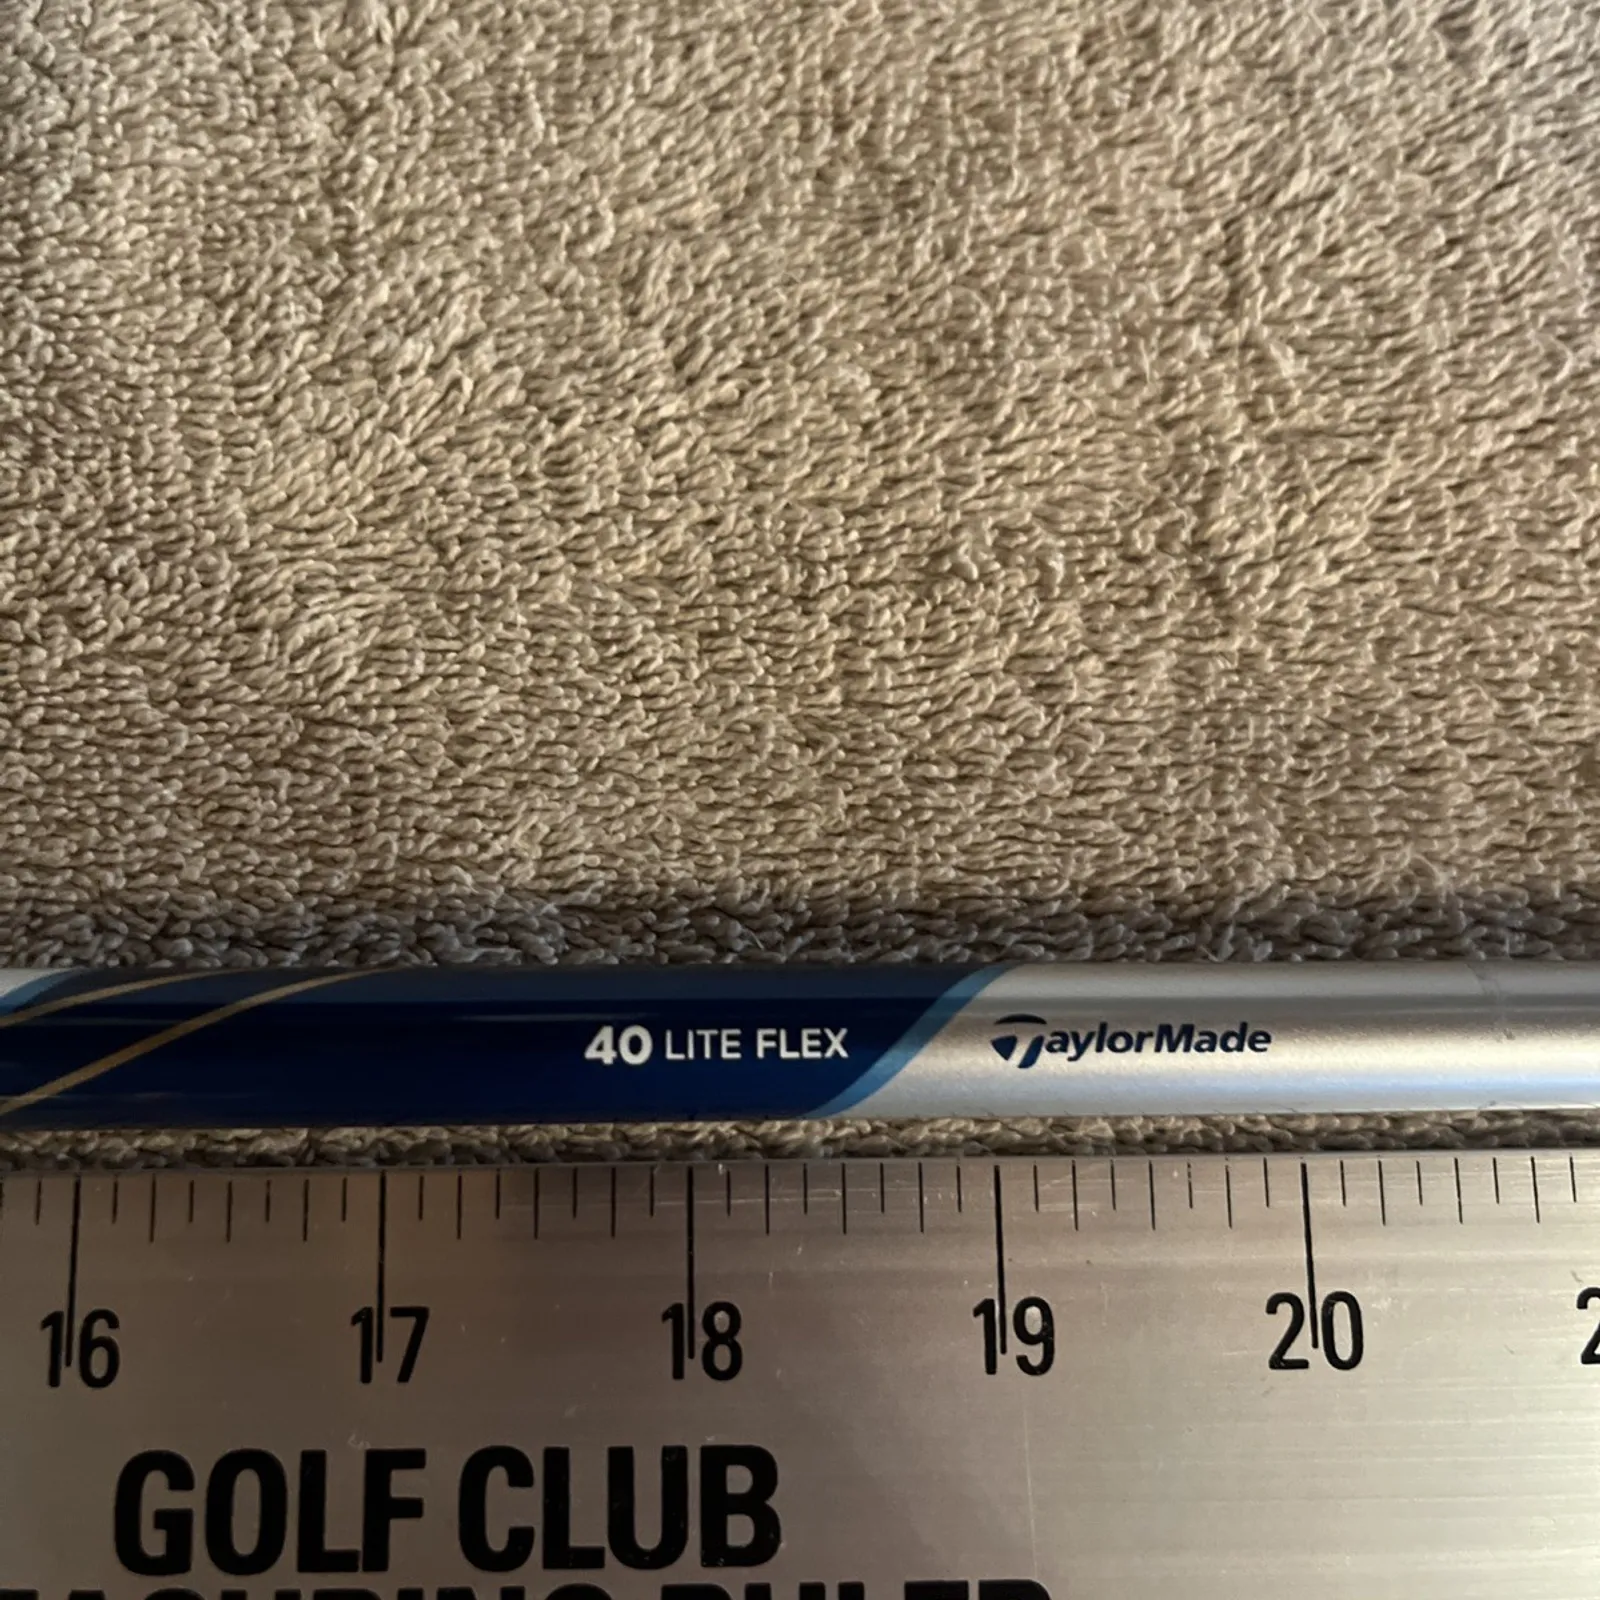 40 LITE FLEX TaylorMade
16 17 18 19 20
GOLF CLUB